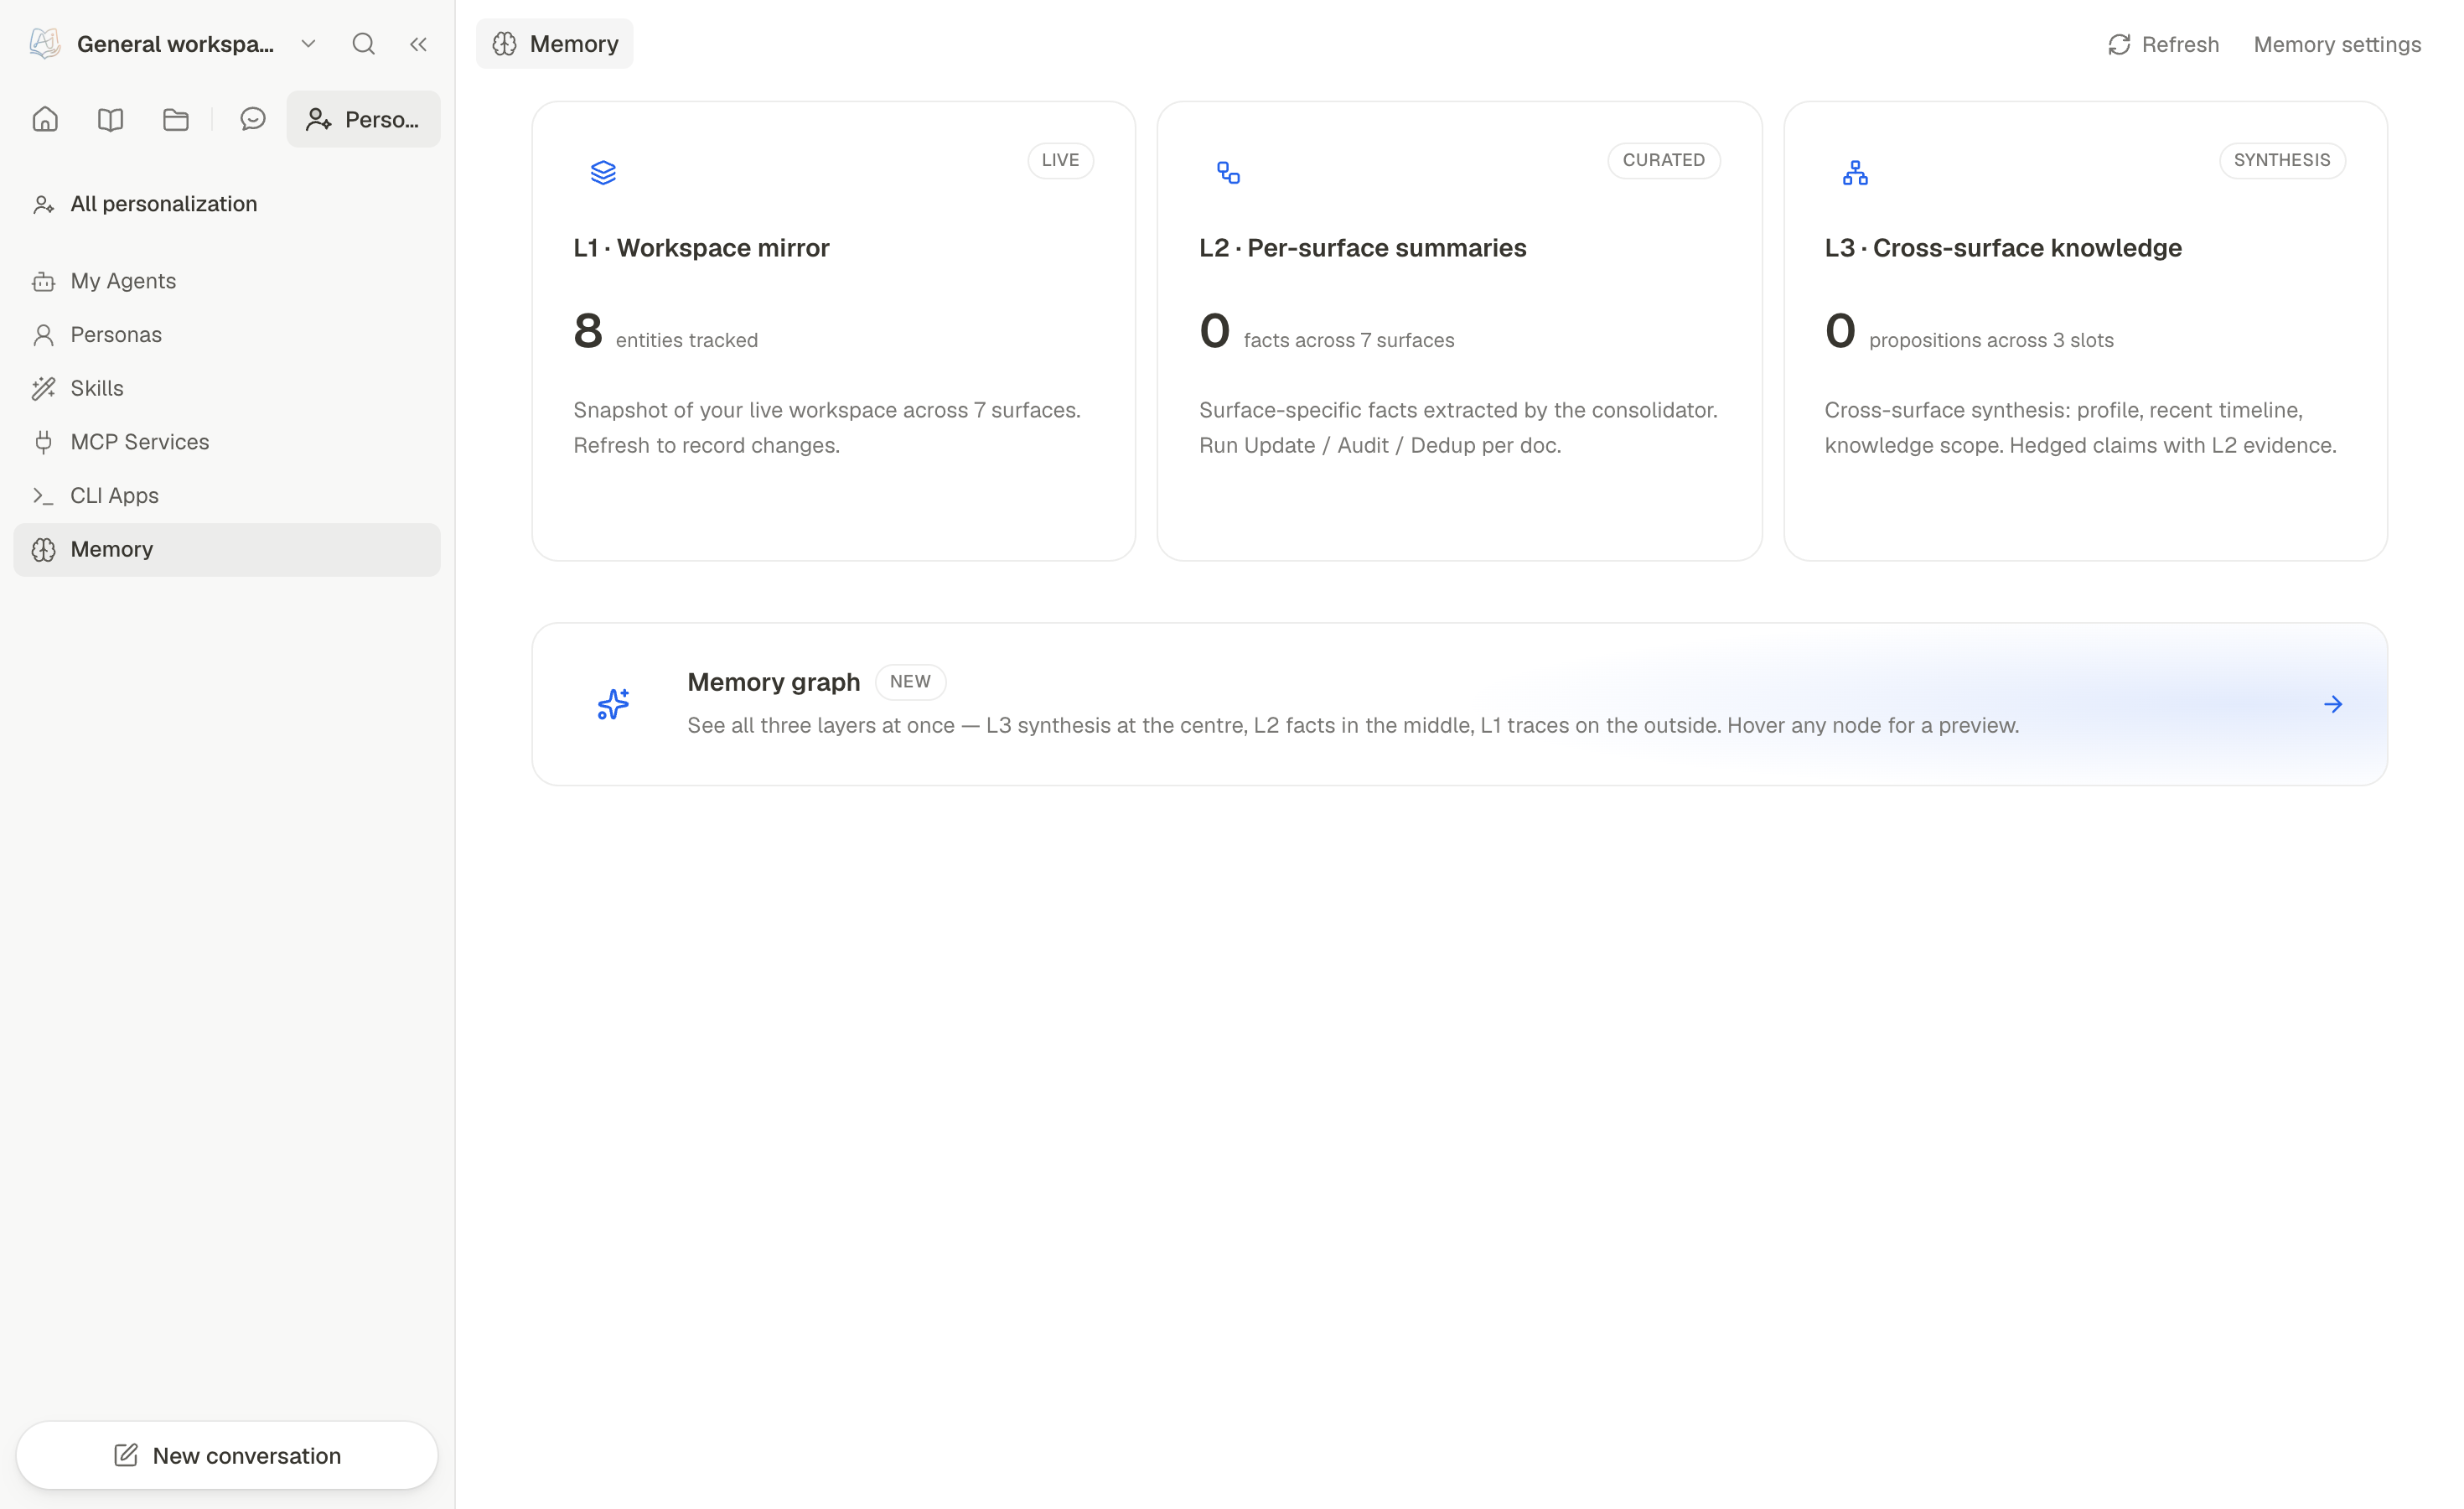 General workspa...
Perso...
All personalization
My Agents
Personas
Skills
MCP Services
CLI Apps
Memory
New conversation
Memory
Refresh
Memory settings
LIVE
L1 · Workspace mirror
8 entities tracked
Snapshot of your live workspace across 7 surfaces.
Refresh to record changes.
CURATED
L2 · Per-surface summaries
0 facts across 7 surfaces
Surface-specific facts extracted by the consolidator.
Run Update / Audit / Dedup per doc.
SYNTHESIS
L3 · Cross-surface knowledge
0 propositions across 3 slots
Cross-surface synthesis: profile, recent timeline,
knowledge scope. Hedged claims with L2 evidence.
Memory graph NEW
See all three layers at once — L3 synthesis at the centre, L2 facts in the middle, L1 traces on the outside. Hover any node for a preview.